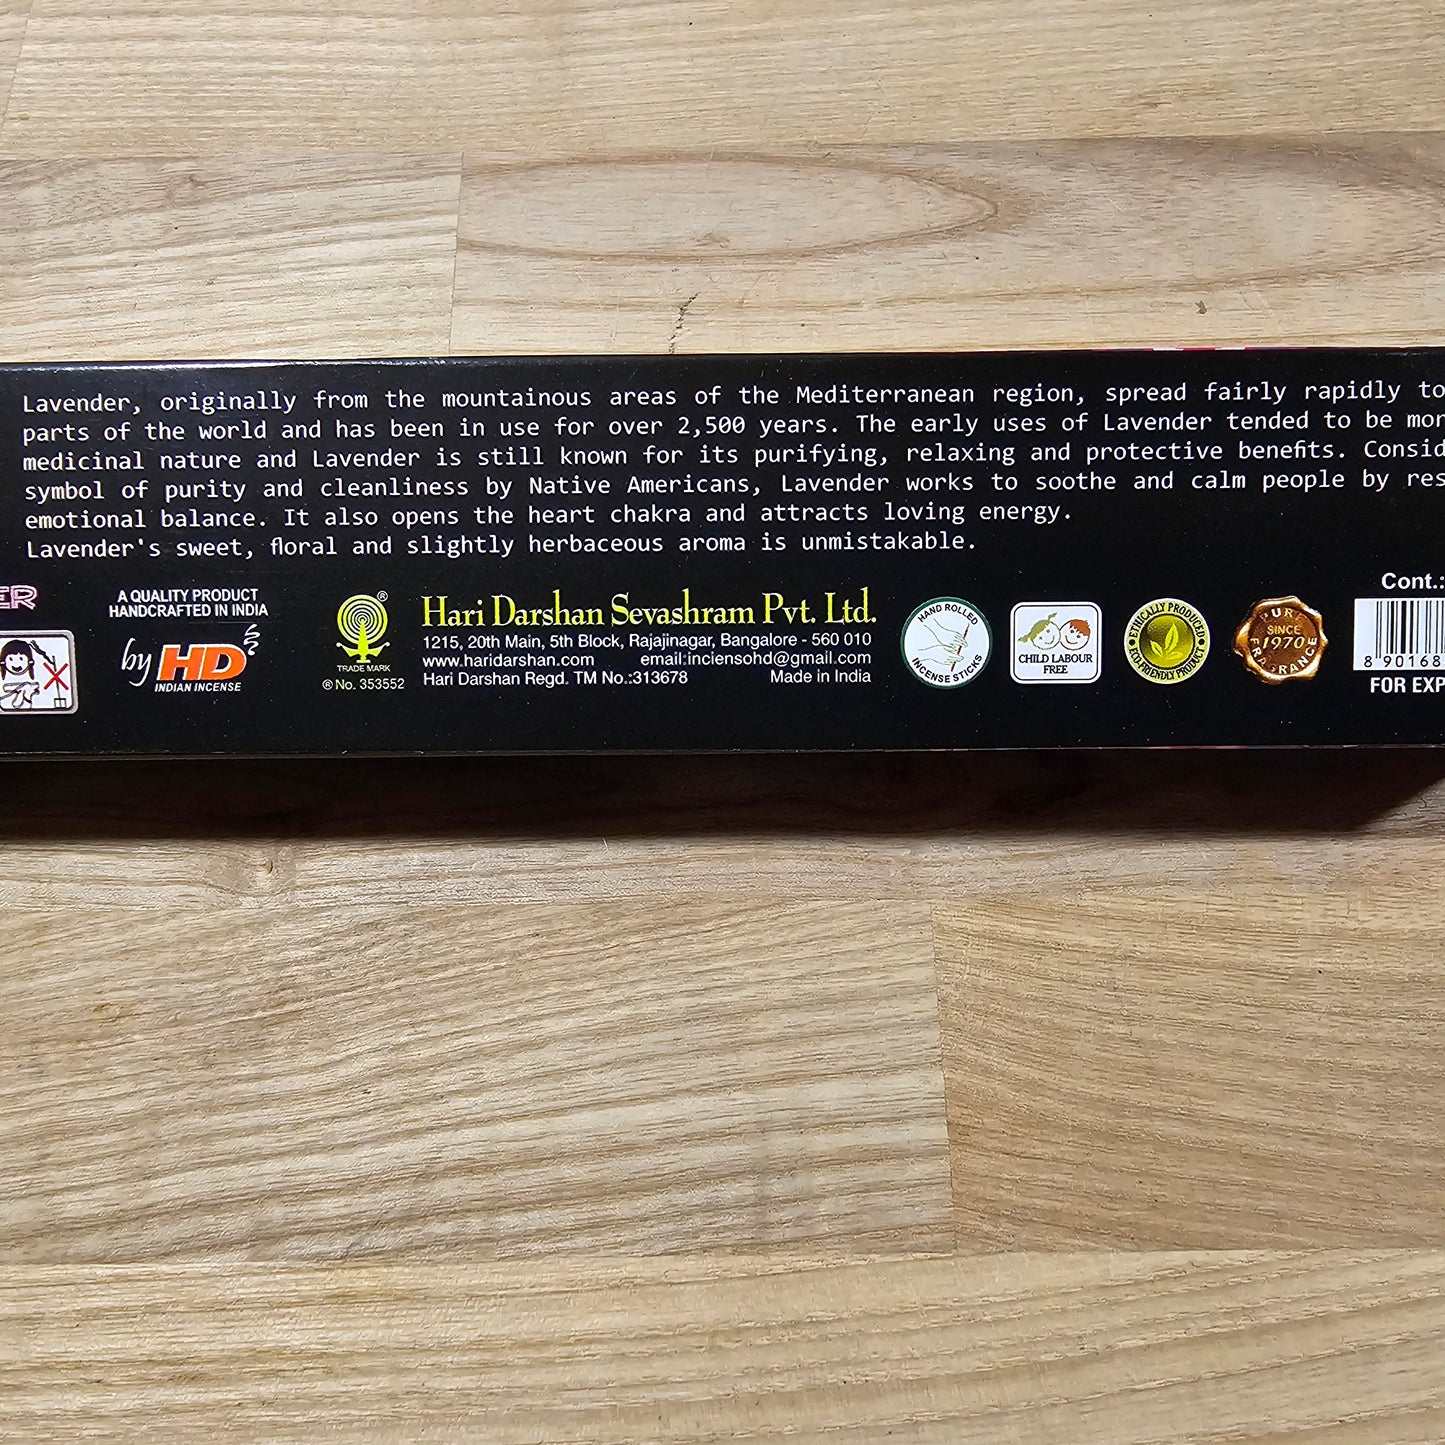 Lavender, originally from the mountainous areas of the Mediterranean region, spread fairly rapidly to
parts of the world and has been in use for over 2,500 years. The early uses of Lavender tended to be mor
medicinal nature and Lavender is still known for its purifying, relaxing and protective benefits. Consid
symbol of purity and cleanliness by Native Americans, Lavender works to soothe and calm people by res
emotional balance. It also opens the heart chakra and attracts loving energy.
Lavender's sweet, floral and slightly herbaceous aroma is unmistakable.
ER
A QUALITY PRODUCT
HANDCRAFTED IN INDIA
by HD
INDIAN INCENSE
®
TRADE MARK
® No. 353552
Hari Darshan Sevashram Pvt. Ltd.
1215, 20th Main, 5th Block, Rajajinagar, Bangalore - 560 010
www.haridarshan.com email:inciensohd@gmail.com
Hari Darshan Regd. TM No.:313678 Made in India
HAND ROLLED
INCENSE STICKS
CHILD LABOUR
FREE
ETHICALLY PRODUCED
ECO-FRIENDLY PRODUCT
PURE
SINCE
1970
FRAGRANCE
Cont.:
8 90168
FOR EXP